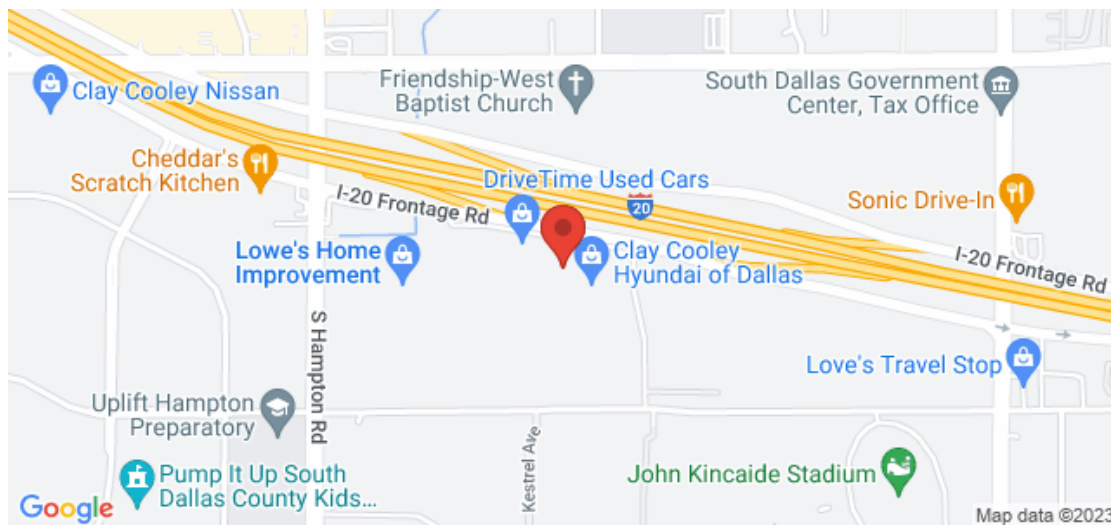 Clay Cooley Nissan
Friendship-West
Baptist Church
South Dallas Government
Center, Tax Office
Cheddar's
Scratch Kitchen
I-20 Frontage Rd
DriveTime Used Cars
20
Sonic Drive-In
Lowe's Home
Improvement
Clay Cooley
Hyundai of Dallas
I-20 Frontage Rd
S Hampton Rd
Love's Travel Stop
Uplift Hampton
Preparatory
Kestrel Ave
Pump It Up South
Dallas County Kids...
John Kincaide Stadium
Google
Map data ©2023